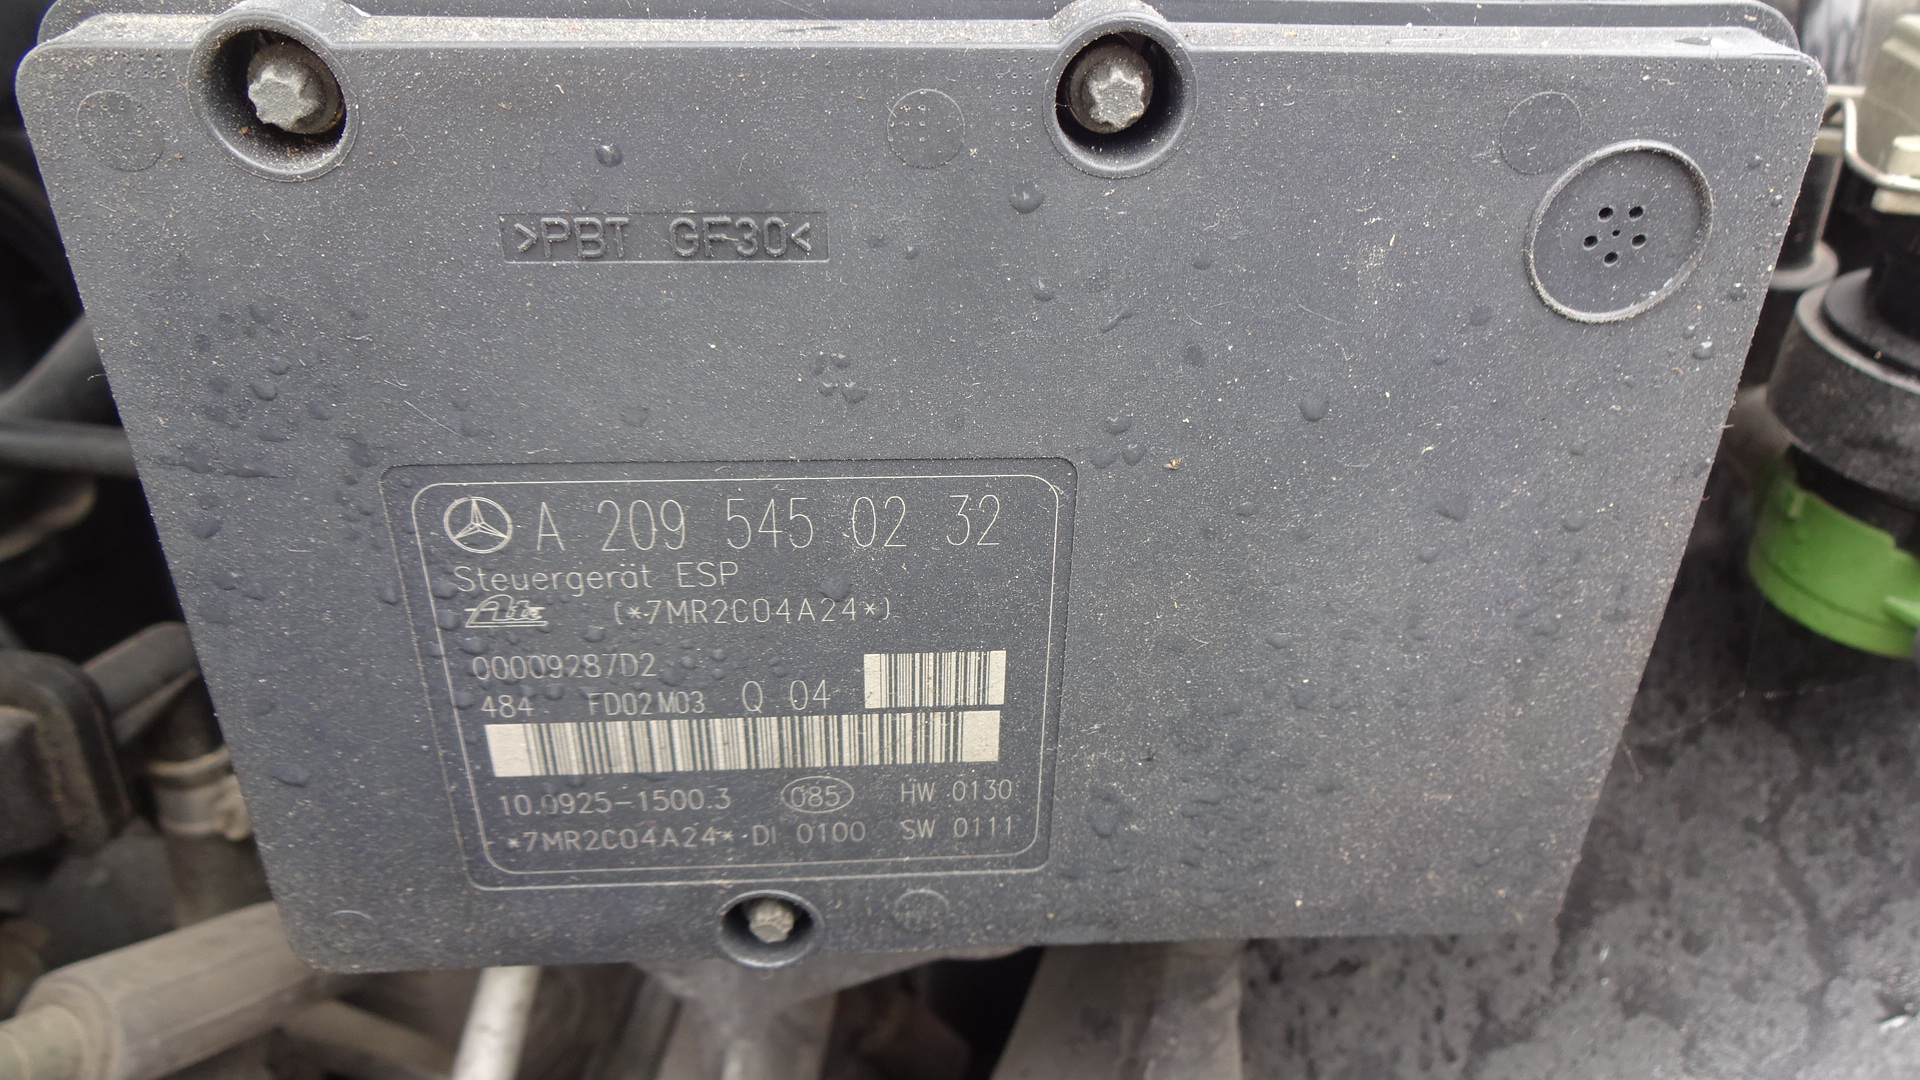 >PBT GF30<
A 209 545 02 32
Steuergerät ESP
Ate (*7MR2C04A24*)
00009287D2
484 FD02M03 Q 04
10.0925-1500.3 085 HW 0130
*7MR2C04A24* DI 0100 SW 0111